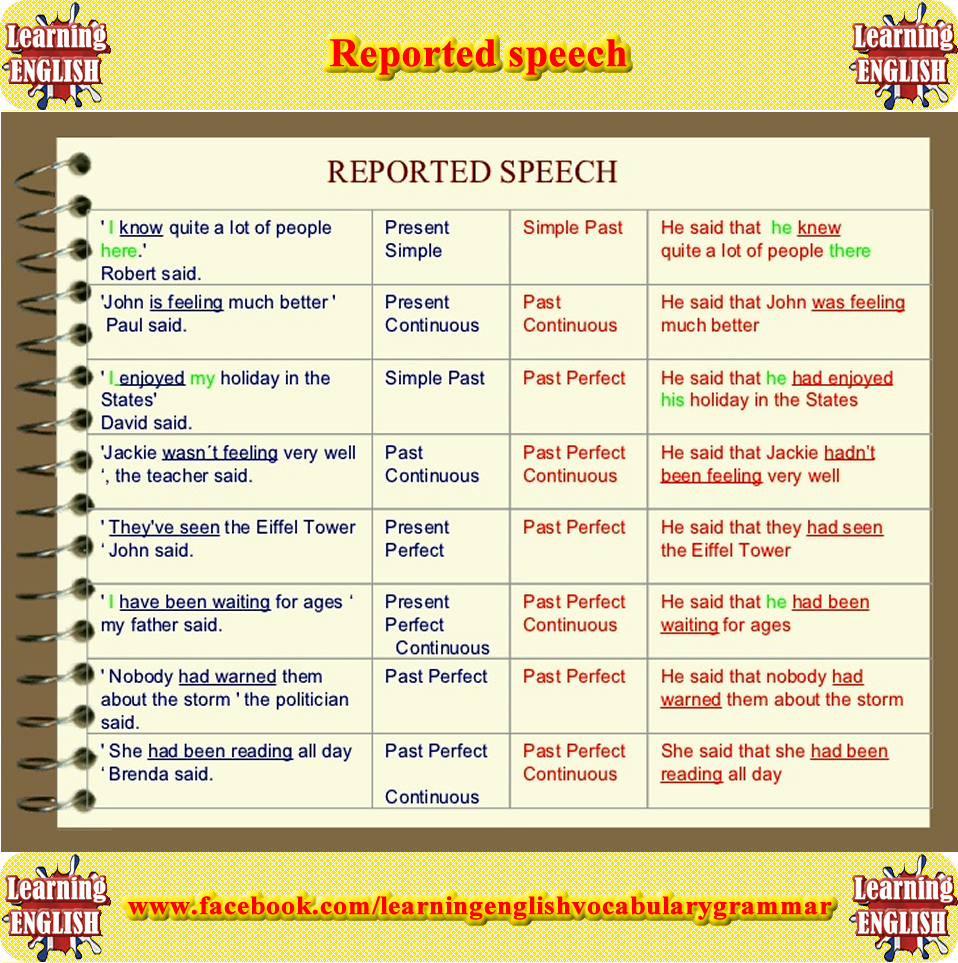 Learning
ENGLISH
Reported speech
Learning
ENGLISH
REPORTED SPEECH
' I know quite a lot of people
here.'
Robert said.
Present
Simple
Simple Past
He said that he knew
quite a lot of people there
'John is feeling much better '
Paul said.
Present
Continuous
Past
Continuous
He said that John was feeling
much better
' I enjoyed my holiday in the
States'
David said.
Simple Past
Past Perfect
He said that he had enjoyed
his holiday in the States
'Jackie wasn´t feeling very well
‘, the teacher said.
Past
Continuous
Past Perfect
Continuous
He said that Jackie hadn’t
been feeling very well
' They've seen the Eiffel Tower
‘ John said.
Present
Perfect
Past Perfect
He said that they had seen
the Eiffel Tower
' I have been waiting for ages ‘
my father said.
Present
Perfect
Continuous
Past Perfect
Continuous
He said that he had been
waiting for ages
' Nobody had warned them
about the storm ' the politician
said.
Past Perfect
Past Perfect
He said that nobody had
warned them about the storm
' She had been reading all day
‘ Brenda said.
Past Perfect
Continuous
Past Perfect
Continuous
She said that she had been
reading all day
Learning
ENGLISH
www.facebook.com/learningenglishvocabularygrammar
Learning
ENGLISH